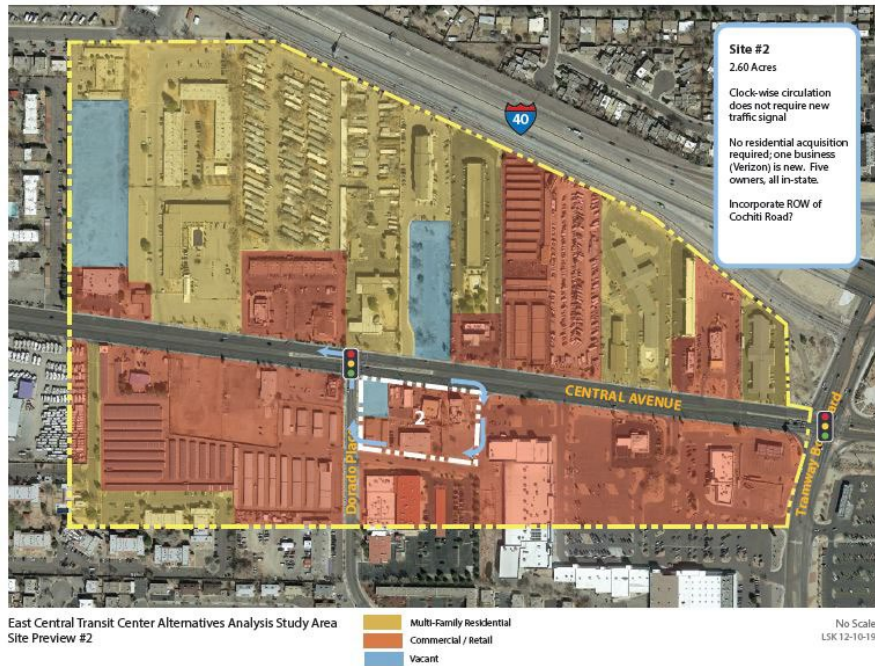 Site #2
2.60 Acres
Clock-wise circulation
does not require new
traffic signal
No residential acquisition
required; one business
(Verizon) is new. Five
owners, all in-state.
Incorporate ROW of
Cochiti Road?
40
CENTRAL AVENUE
2
Dorado Plac
Tramway Bo ard
East Central Transit Center Alternatives Analysis Study Area
Site Preview #2
Multi-Family Residential
Commercial / Retail
Vacant
No Scale
LSK 12-10-19